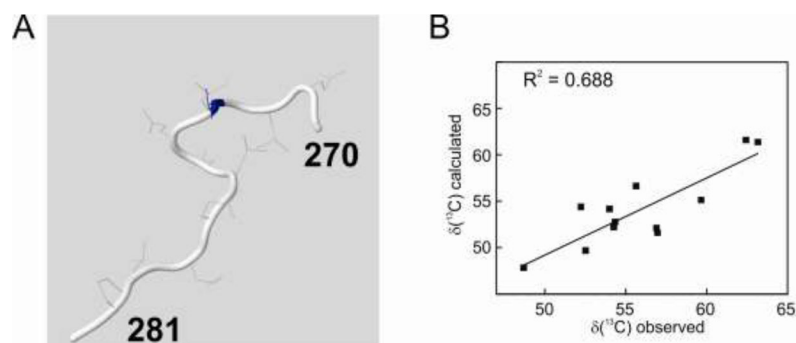 A
270
281
B
R² = 0.688
δ(¹³C) calculated
65
60
55
50
50 55 60 65
δ(¹³C) observed